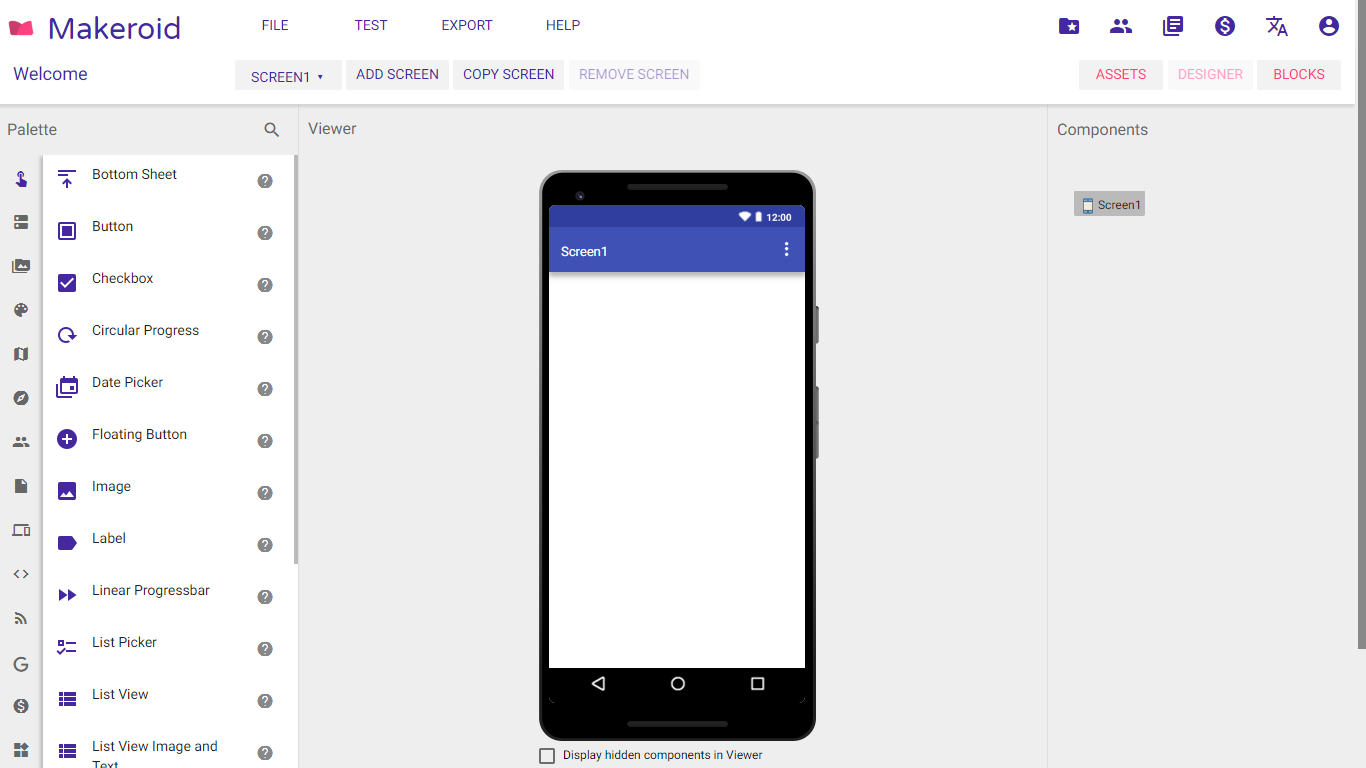 Makeroid
FILE
TEST
EXPORT
HELP
Welcome
SCREEN1 ▾
ADD SCREEN
COPY SCREEN
REMOVE SCREEN
ASSETS
DESIGNER
BLOCKS
Palette
Viewer
Components
Bottom Sheet
Button
Checkbox
Circular Progress
Date Picker
Floating Button
Image
Label
Linear Progressbar
List Picker
List View
List View Image and
Text
12:00
Screen1
Display hidden components in Viewer
Screen1